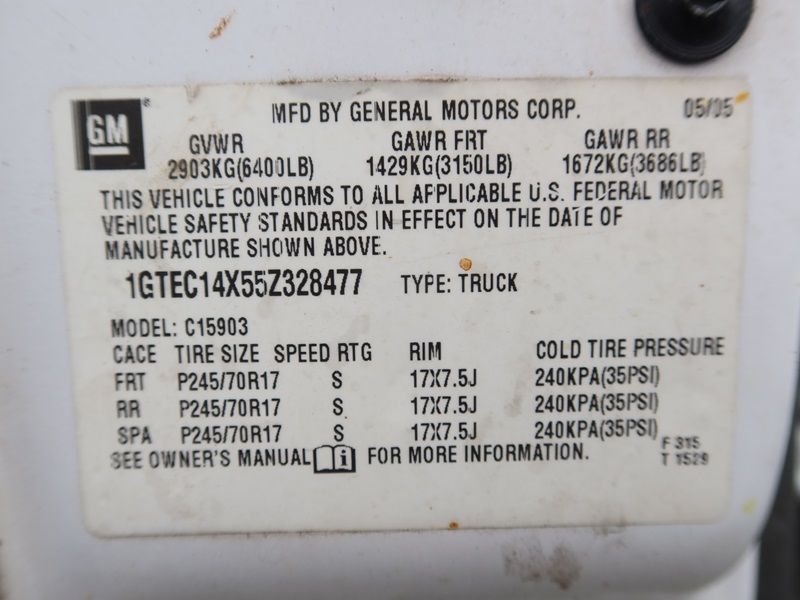 GM
MFD BY GENERAL MOTORS CORP. 05/05
GVWR GAWR FRT GAWR RR
2903KG(6400LB) 1429KG(3150LB) 1672KG(3686LB)
THIS VEHICLE CONFORMS TO ALL APPLICABLE U.S. FEDERAL MOTOR
VEHICLE SAFETY STANDARDS IN EFFECT ON THE DATE OF
MANUFACTURE SHOWN ABOVE.
1GTEC14X55Z328477 TYPE: TRUCK
MODEL: C15903
CACE TIRE SIZE SPEED RTG RIM COLD TIRE PRESSURE
FRT P245/70R17 S 17X7.5J 240KPA(35PSI)
RR P245/70R17 S 17X7.5J 240KPA(35PSI)
SPA P245/70R17 S 17X7.5J 240KPA(35PSI)
SEE OWNER'S MANUAL FOR MORE INFORMATION.
F 315
T 1529